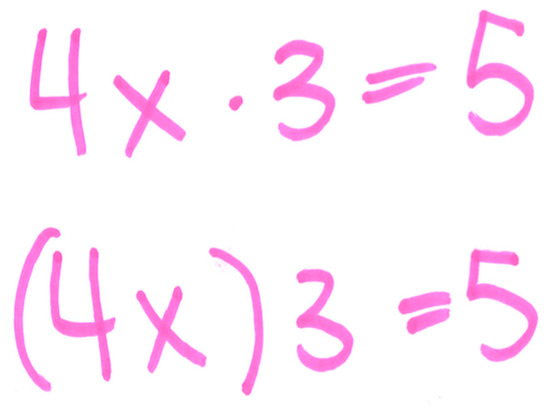 4x · 3 = 5
(4x) 3 = 5